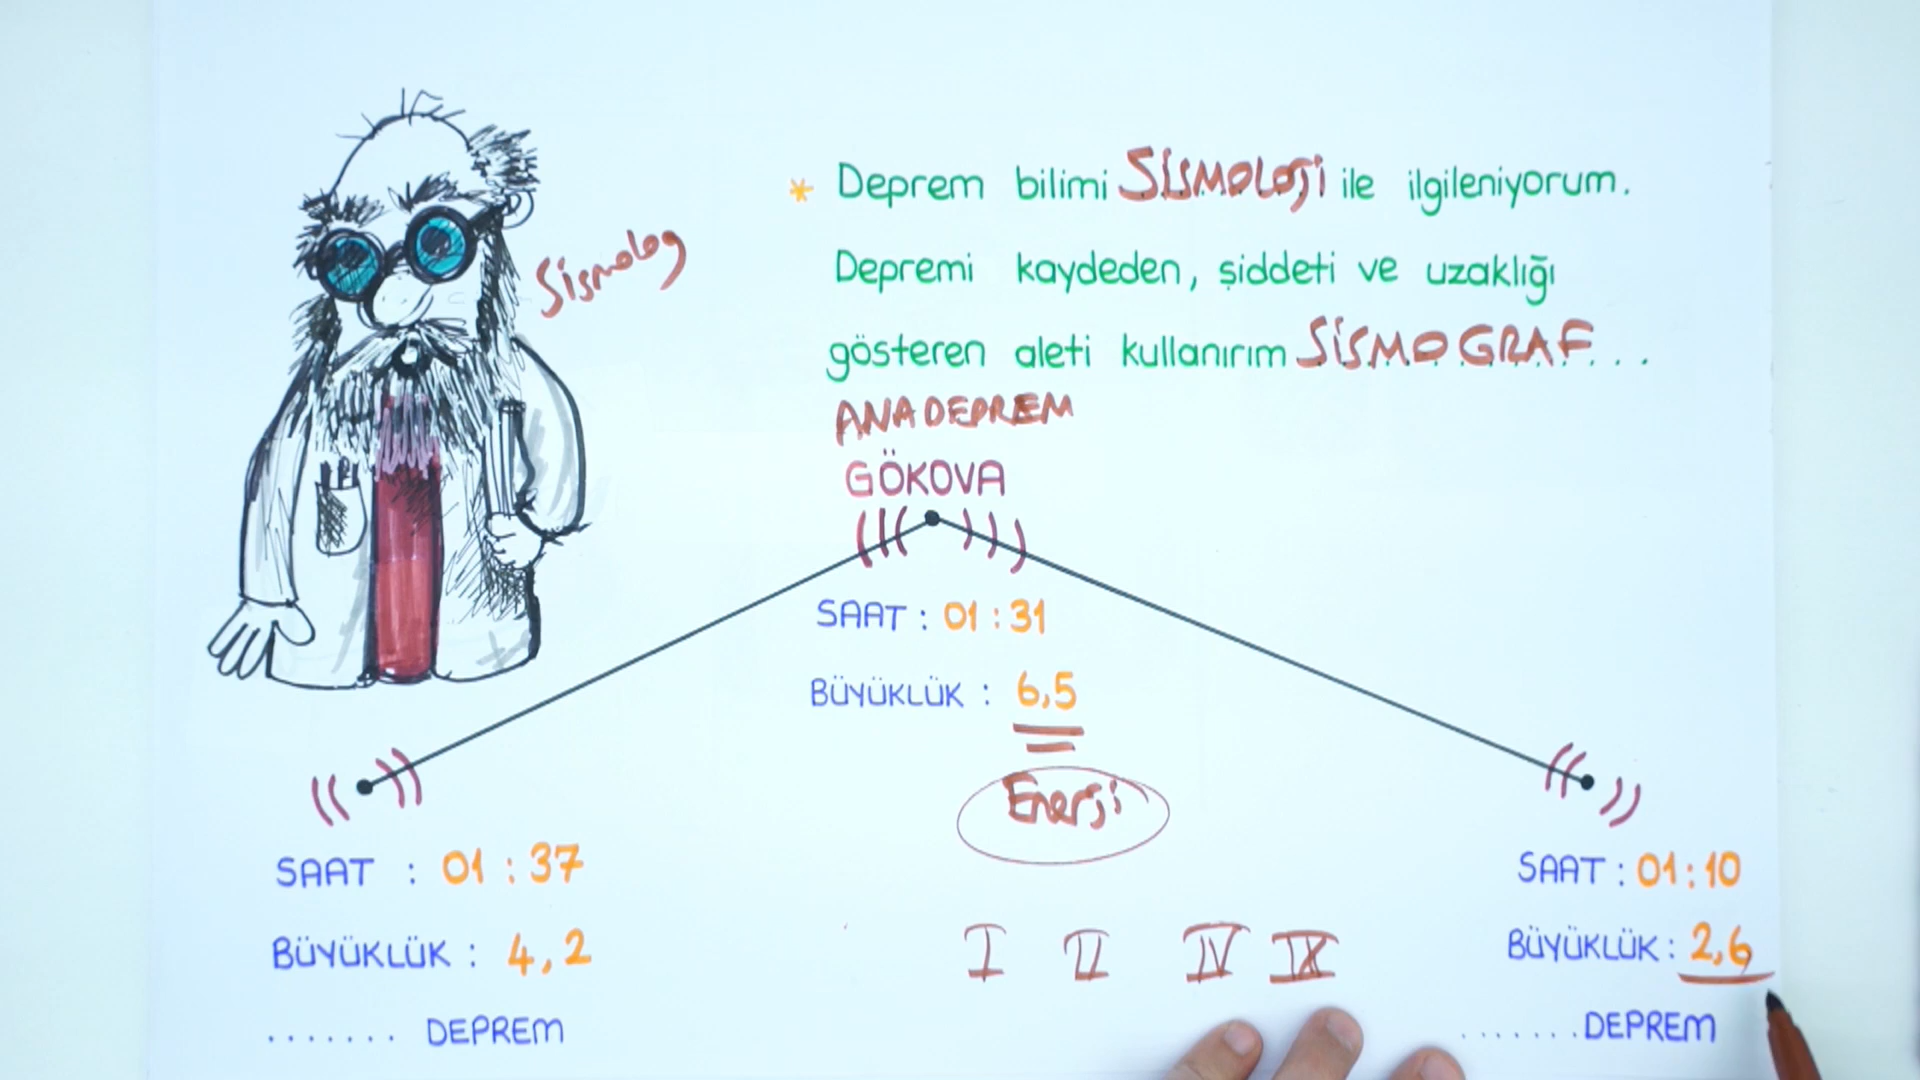 * Deprem bilimi SİSMOLOJİ ile ilgileniyorum.
Sismolog
Depremi kaydeden, şiddeti ve uzaklığı
gösteren aleti kullanırım SİSMOGRAF...
ANA DEPREM
GÖKOVA
SAAT : 01 : 31
BÜYÜKLÜK : 6,5
Enerji
SAAT : 01 : 37
BÜYÜKLÜK : 4,2
....... DEPREM
I II IV IX
SAAT : 01 : 10
BÜYÜKLÜK : 2,6
.......DEPREM